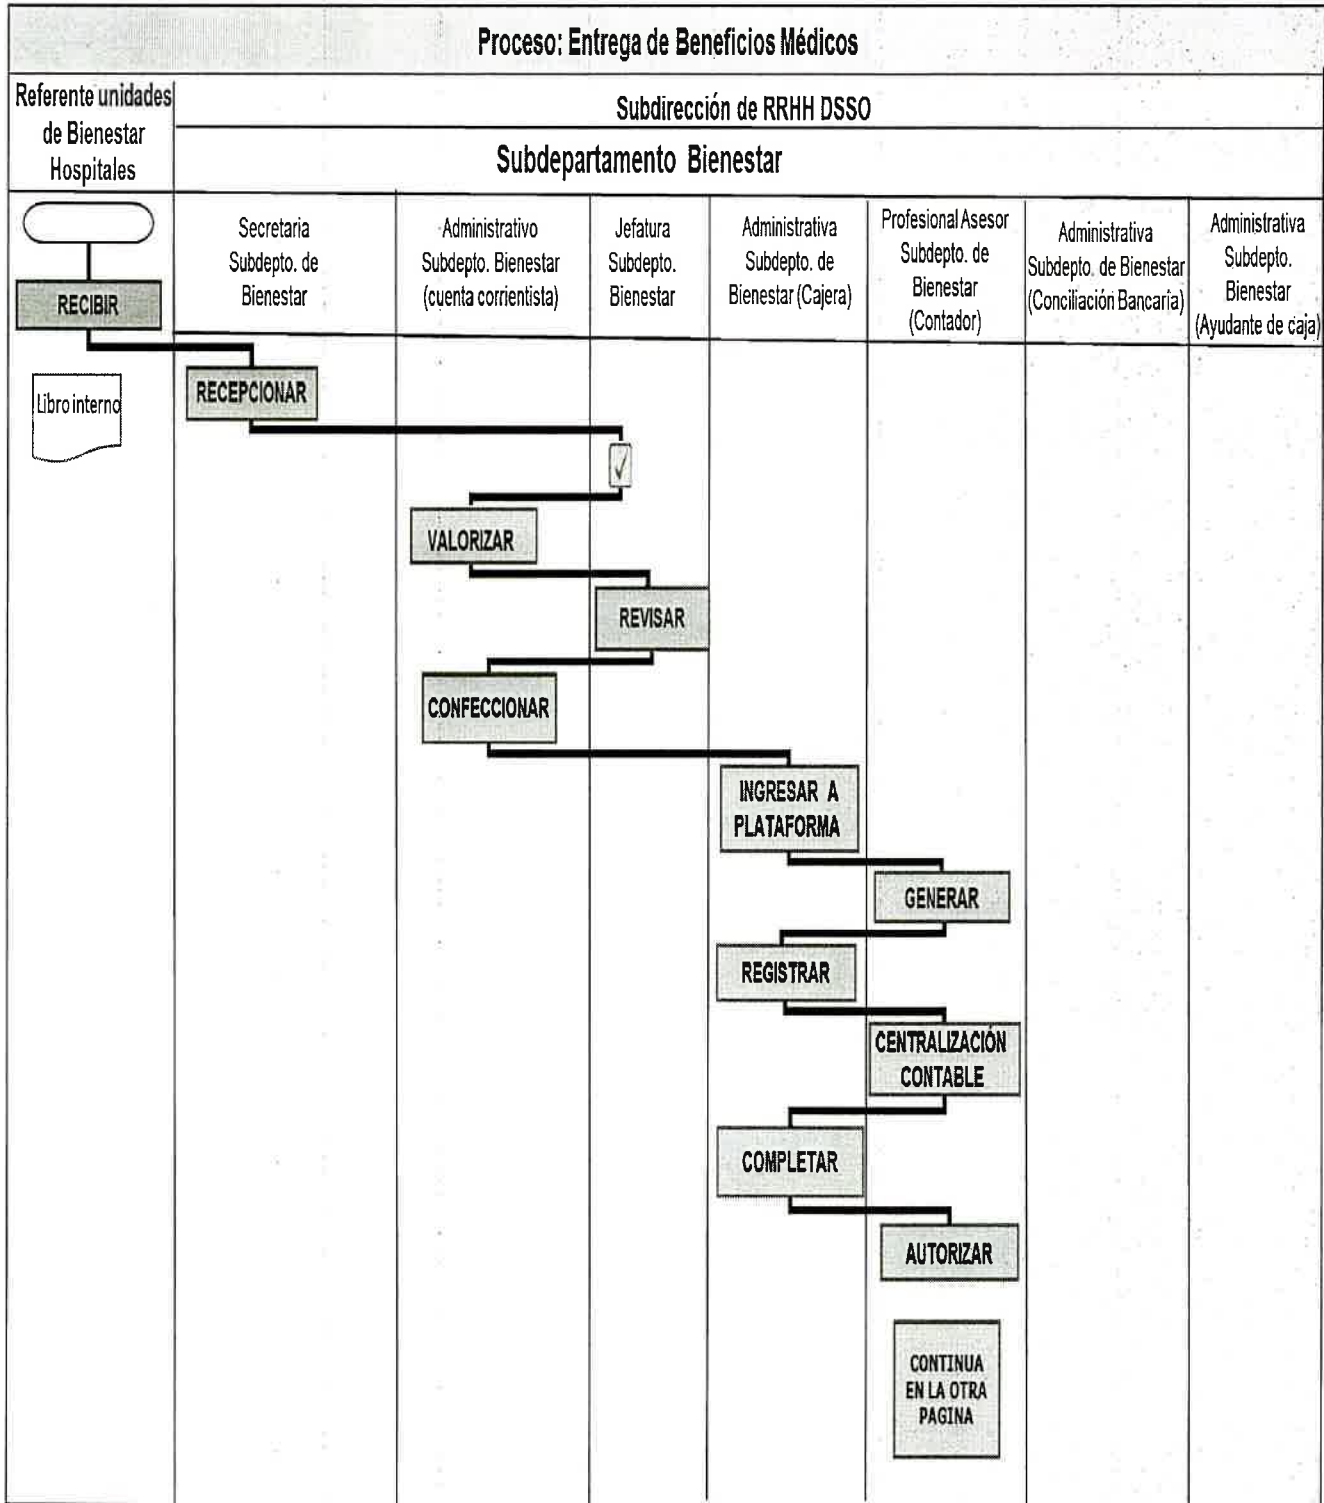 Proceso: Entrega de Beneficios Médicos
Referente unidades
de Bienestar
Hospitales
Subdirección de RRHH DSSO
Subdepartamento Bienestar
Secretaria
Subdepto. de
Bienestar
Administrativo
Subdepto. Bienestar
(cuenta corrientista)
Jefatura
Subdepto.
Bienestar
Administrativa
Subdepto. de
Bienestar (Cajera)
Profesional Asesor
Subdepto. de
Bienestar
(Contador)
Administrativa
Subdepto. de Bienestar
(Conciliación Bancaria)
Administrativa
Subdepto.
Bienestar
(Ayudante de caja)
RECIBIR
Libro interno
RECEPCIONAR
✓
VALORIZAR
REVISAR
CONFECCIONAR
INGRESAR A
PLATAFORMA
GENERAR
REGISTRAR
CENTRALIZACIÓN
CONTABLE
COMPLETAR
AUTORIZAR
CONTINUA
EN LA OTRA
PAGINA